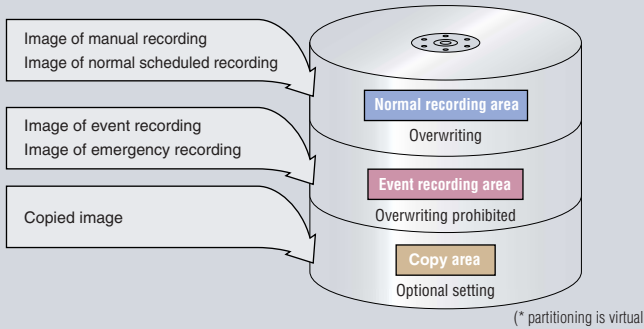 Image of manual recording
Image of normal scheduled recording
Normal recording area
Overwriting
Image of event recording
Image of emergency recording
Event recording area
Overwriting prohibited
Copied image
Copy area
Optional setting
(* partitioning is virtual